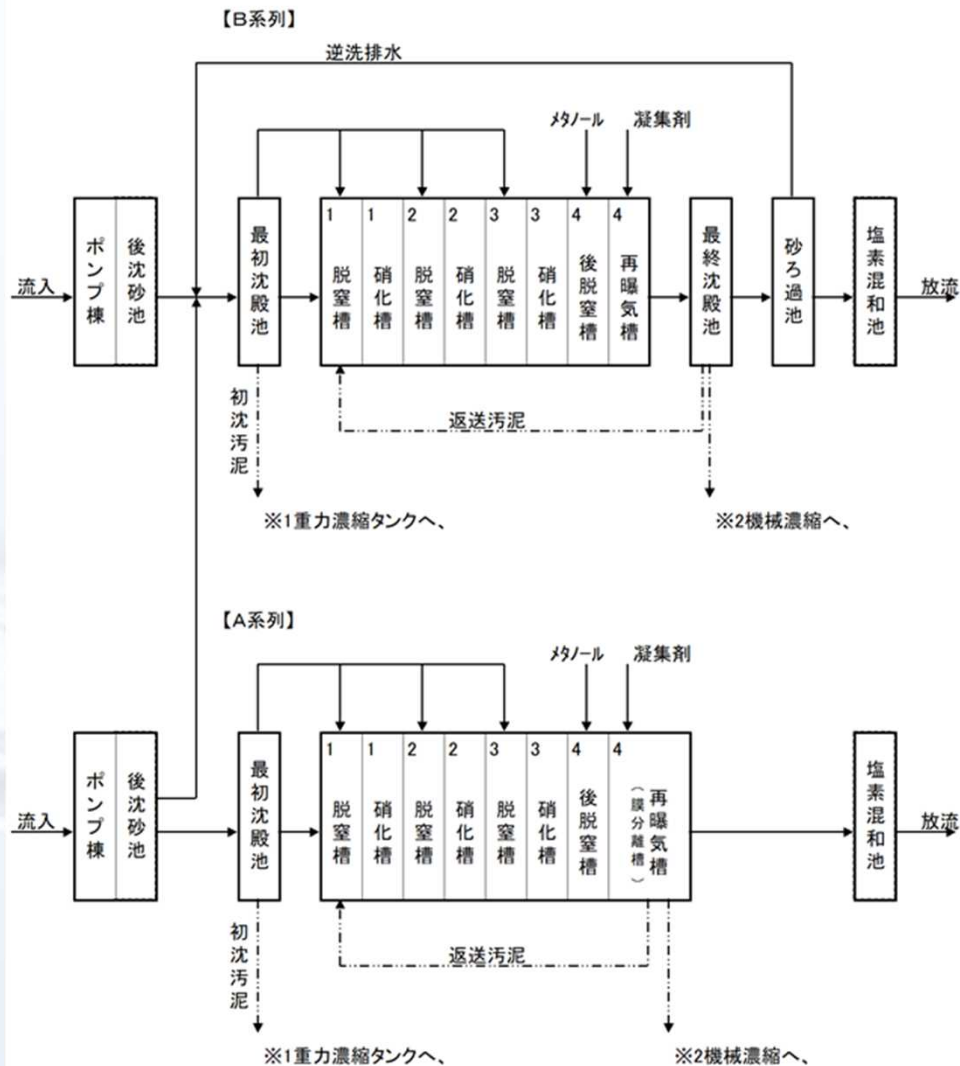 【B系列】
逆洗排水
メタノール
凝集剤
流入
ポンプ棟
後沈砂池
最初沈殿池
1
脱窒槽
1
硝化槽
2
脱窒槽
2
硝化槽
3
脱窒槽
3
硝化槽
4
後脱窒槽
4
再曝気槽
最終沈殿池
砂ろ過池
塩素混和池
放流
初沈汚泥
返送汚泥
※1重力濃縮タンクへ、
※2機械濃縮へ、
【A系列】
メタノール
凝集剤
流入
ポンプ棟
後沈砂池
最初沈殿池
1
脱窒槽
1
硝化槽
2
脱窒槽
2
硝化槽
3
脱窒槽
3
硝化槽
4
後脱窒槽
4
再曝気槽
(膜分離槽)
塩素混和池
放流
初沈汚泥
返送汚泥
※1重力濃縮タンクへ、
※2機械濃縮へ、